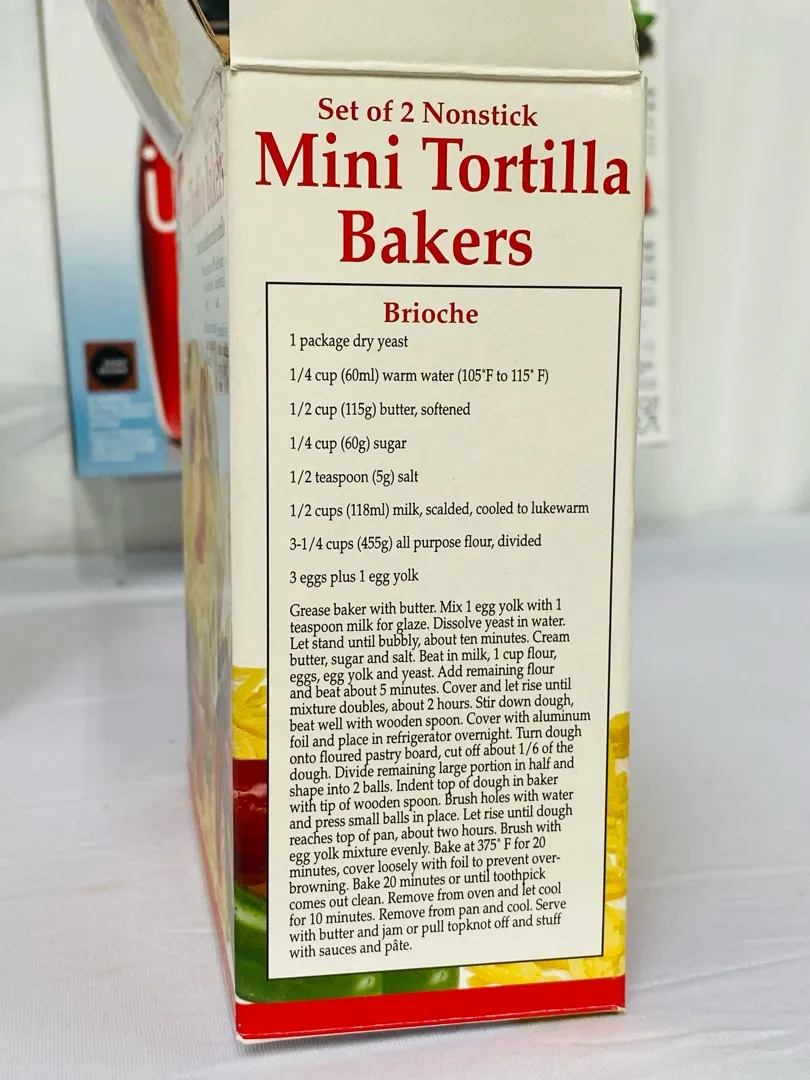 Set of 2 Nonstick
Mini Tortilla
Bakers
Brioche
1 package dry yeast
1/4 cup (60ml) warm water (105°F to 115° F)
1/2 cup (115g) butter, softened
1/4 cup (60g) sugar
1/2 teaspoon (5g) salt
1/2 cups (118ml) milk, scalded, cooled to lukewarm
3-1/4 cups (455g) all purpose flour, divided
3 eggs plus 1 egg yolk
Grease baker with butter. Mix 1 egg yolk with 1
teaspoon milk for glaze. Dissolve yeast in water.
Let stand until bubbly, about ten minutes. Cream
butter, sugar and salt. Beat in milk, 1 cup flour,
eggs, egg yolk and yeast. Add remaining flour
and beat about 5 minutes. Cover and let rise until
mixture doubles, about 2 hours. Stir down dough,
beat well with wooden spoon. Cover with aluminum
foil and place in refrigerator overnight. Turn dough
onto floured pastry board, cut off about 1/6 of the
dough. Divide remaining large portion in half and
shape into 2 balls. Indent top of dough in baker
with tip of wooden spoon. Brush holes with water
and press small balls in place. Let rise until dough
reaches top of pan, about two hours. Brush with
egg yolk mixture evenly. Bake at 375° F for 20
minutes, cover loosely with foil to prevent over-
browning. Bake 20 minutes or until toothpick
comes out clean. Remove from oven and let cool
for 10 minutes. Remove from pan and cool. Serve
with butter and jam or pull topknot off and stuff
with sauces and pâte.